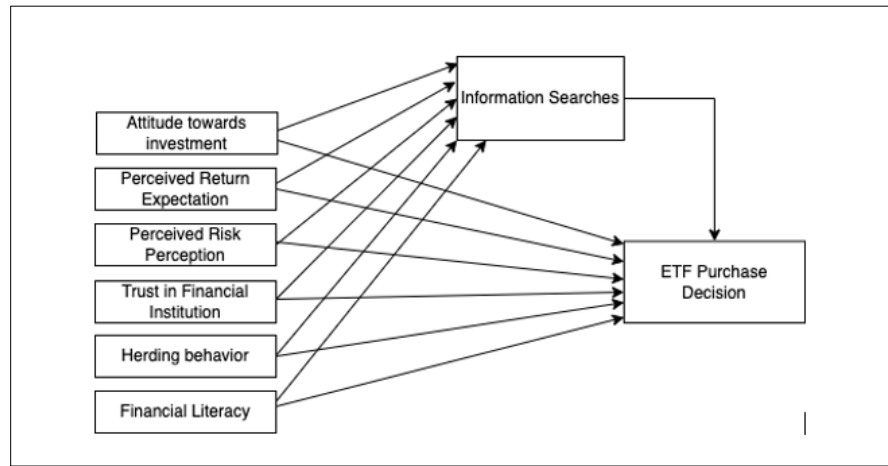 Information Searches
Attitude towards
investment
Perceived Return
Expectation
Perceived Risk
Perception
Trust in Financial
Institution
Herding behavior
Financial Literacy
ETF Purchase
Decision